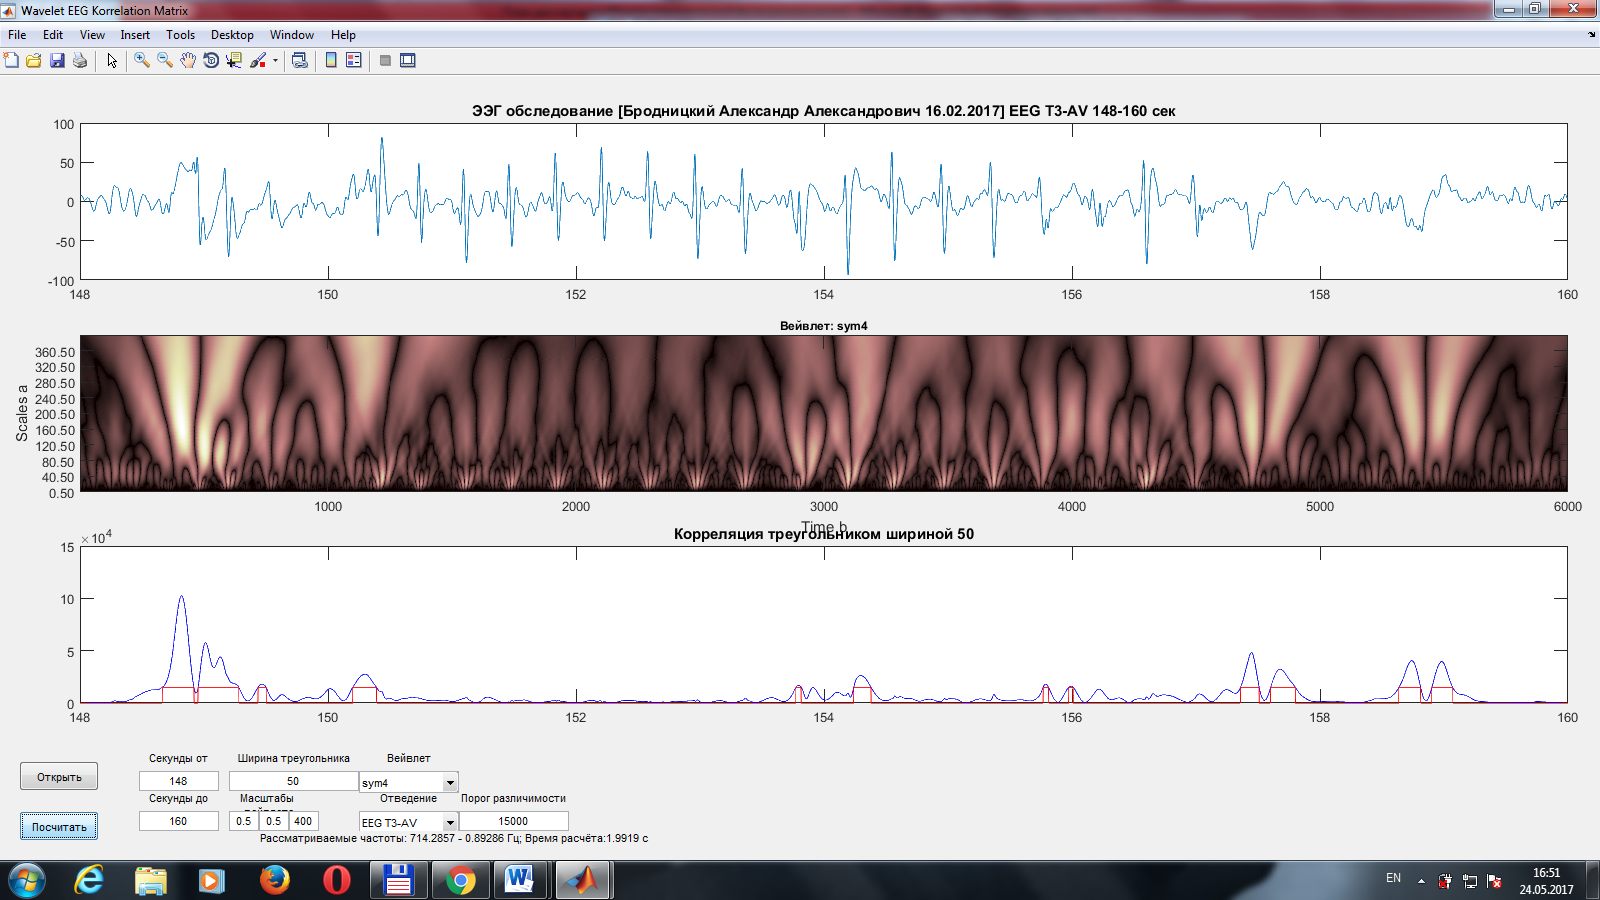 Wavelet EEG Korrelation Matrix
File Edit View Insert Tools Desktop Window Help
ЭЭГ обследование [Бродницкий Александр Александрович 16.02.2017] EEG T3-AV 148-160 сек
100
50
0
-50
-100
148 150 152 154 156 158 160
Вейвлет: sym4
Scales a
360.50
320.50
280.50
240.50
200.50
160.50
120.50
80.50
40.50
0.50
1000 2000 3000 4000 5000 6000
Time b
Корреляция треугольником шириной 50
×10^4
15
10
5
0
148 150 152 154 156 158 160
Открыть
Секунды от Ширина треугольника Вейвлет
148 50 sym4
Секунды до Масштабы Отведение Порог различимости
Посчитать
160 0.5 0.5 400 EEG T3-AV 15000
Рассматриваемые частоты: 714.2857 - 0.89286 Гц; Время расчёта:1.9919 с
EN
16:51
24.05.2017